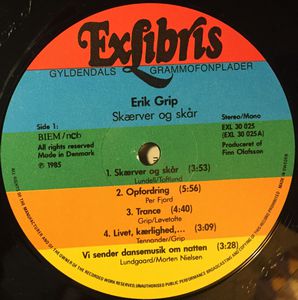 ExLibris
GYLDENDALS GRAMMOFONPLADER
Erik Grip
Skærver og skår
Side 1:
BIEM/ncb
All rights reserved
Made in Denmark
℗ 1985
Stereo/Mono
EXL 30 025
(EXL 30 025A)
Produceret af
Finn Olafsson
1. Skærver og skår (3:53)
Lundell/Toftlund
2. Opfordring (5:56)
Per Fjord
3. Trance (4:40)
Grip/Løvetofte
4. Livet, kærlighed,... (3:09)
Tennander/Grip
Vi sender dansemusik om natten (3:28)
Lundgaard/Morten Nielsen